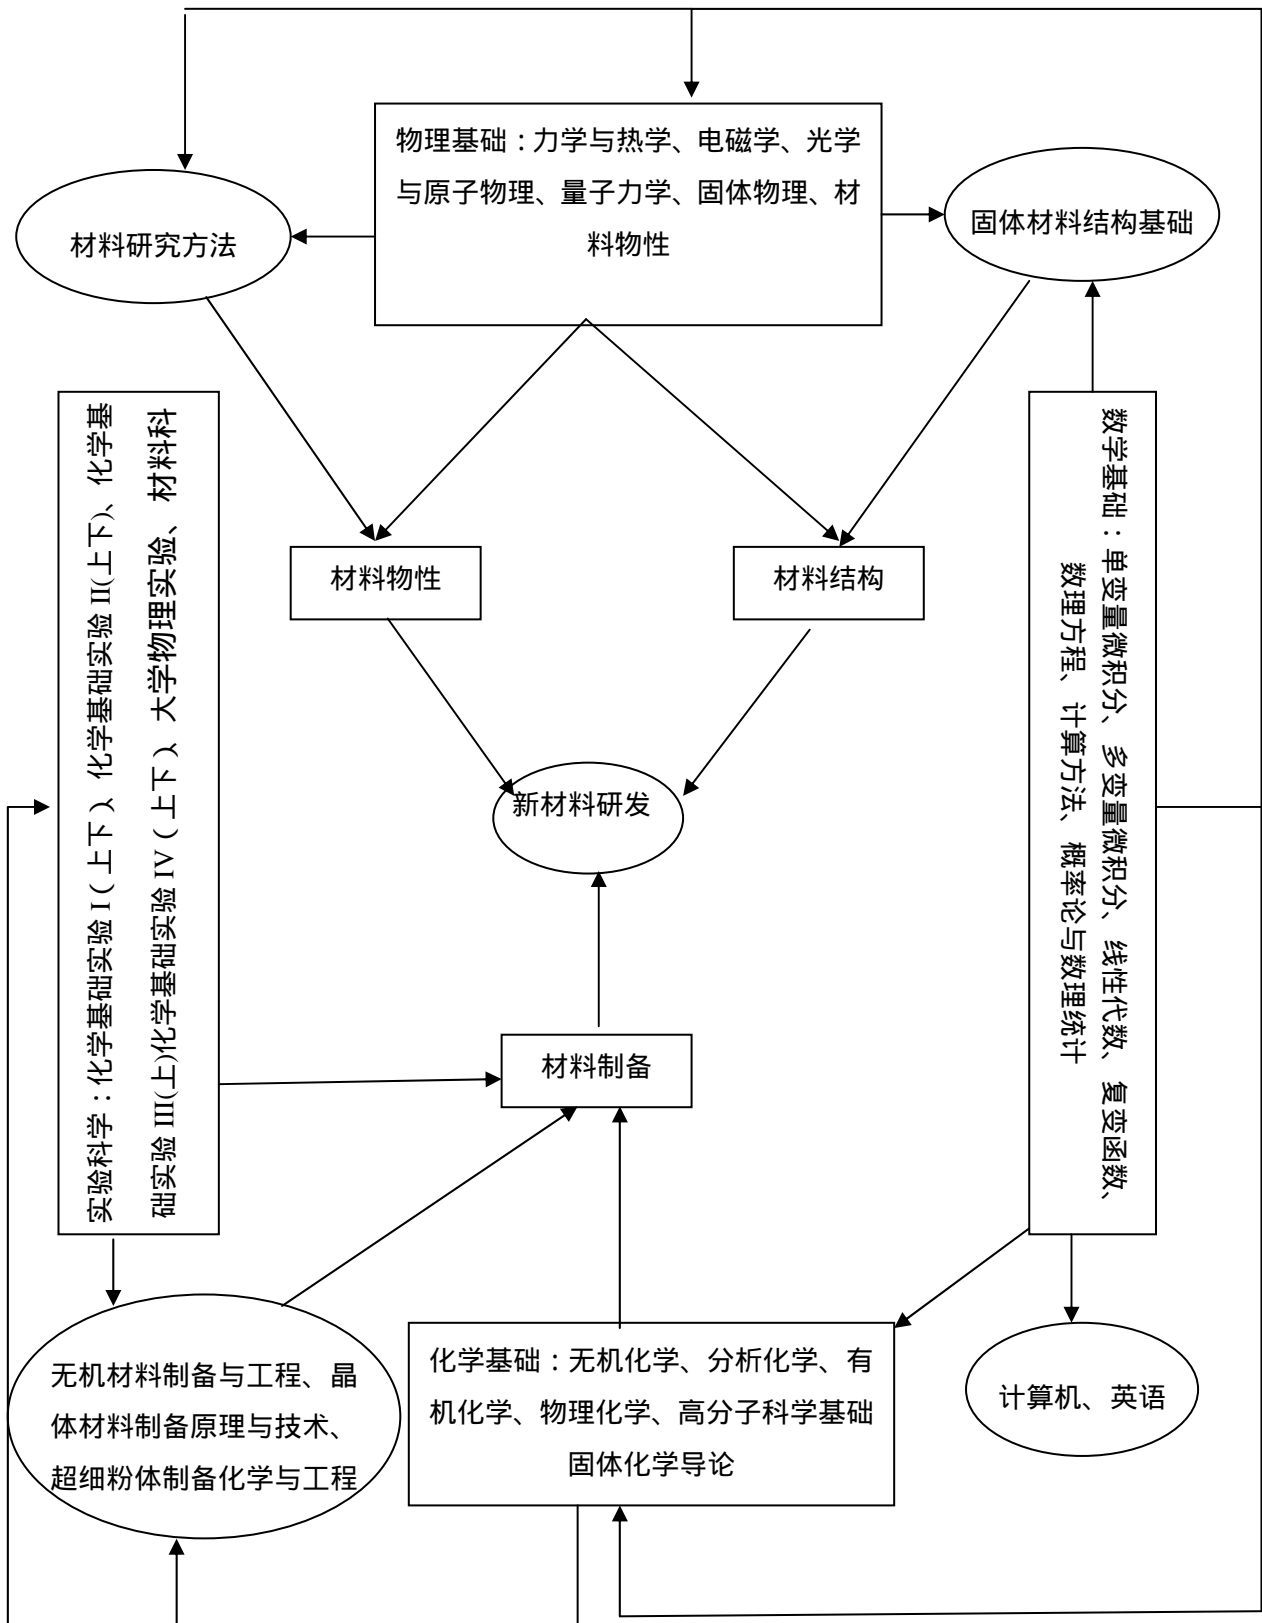 物理基础：力学与热学、电磁学、光学
与原子物理、量子力学、固体物理、材
料物性
材料研究方法
固体材料结构基础
实验科学：化学基础实验 I（上下）、化学基础实验 II(上下)、化学基
础实验 III(上)化学基础实验 IV（上下）、大学物理实验、材料科
材料物性
材料结构
数学基础：单变量微积分、多变量微积分、线性代数、复变函数、
数理方程、计算方法、概率论与数理统计
新材料研发
材料制备
无机材料制备与工程、晶
体材料制备原理与技术、
超细粉体制备化学与工程
化学基础：无机化学、分析化学、有
机化学、物理化学、高分子科学基础
固体化学导论
计算机、英语